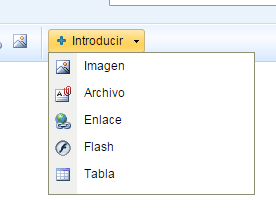 Introducir
Imagen
Archivo
Enlace
Flash
Tabla